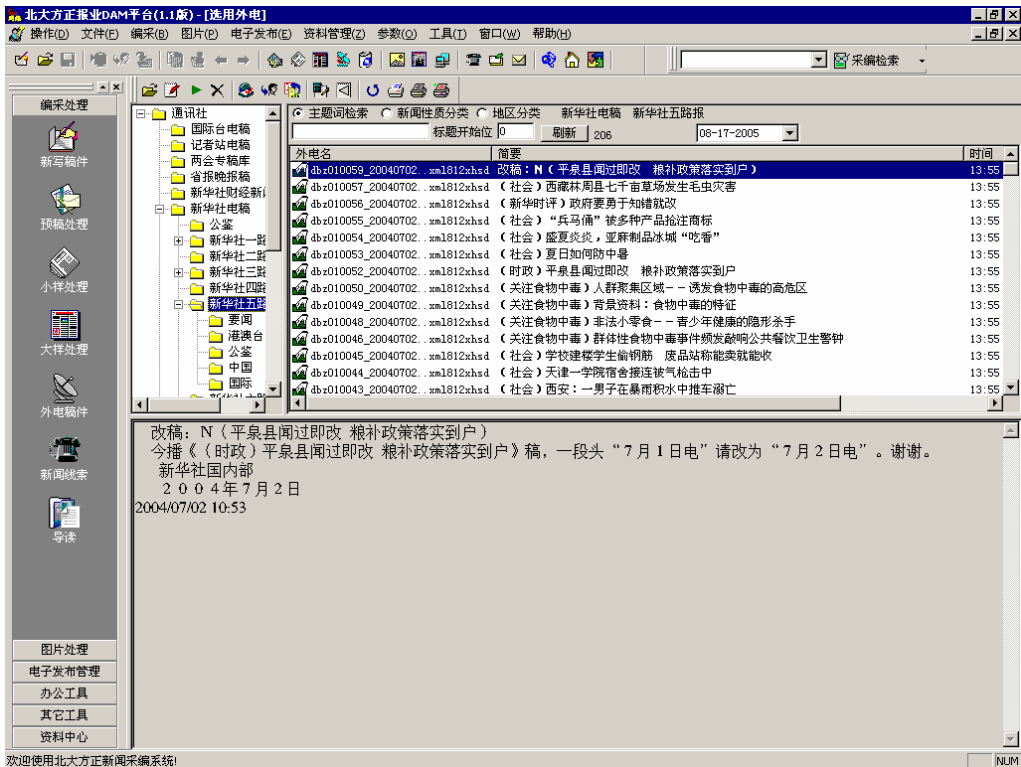 北大方正报业DAM平台(1.1版) - [选用外电]
操作(D) 文件(F) 编采(B) 图片(P) 电子发布(E) 资料管理(Z) 参数(O) 工具(T) 窗口(W) 帮助(H)
采编检索
编采处理
新写稿件
预稿处理
小样处理
大样处理
外电稿件
新闻线索
导读
图片处理
电子发布管理
办公工具
其它工具
资料中心
通讯社
国际台电稿
记者站电稿
两会专稿库
省报晚报稿
新华社财经新
新华社电稿
公鉴
新华社一路
新华社二路
新华社三路
新华社四路
新华社五路
要闻
港澳台
公鉴
中国
国际
主题词检索 新闻性质分类 地区分类 新华社电稿 新华社五路报
标题开始位 0 刷新 206 08-17-2005
外电名 简要 时间
dbz010059_20040702..xml812xhsd 改稿：N（平泉县闻过即改 粮补政策落实到户） 13:55
dbz010057_20040702..xml812xhsd （社会）西藏林周县七千亩草场发生毛虫灾害 13:55
dbz010056_20040702..xml812xhsd （新华时评）政府要勇于知错就改 13:55
dbz010055_20040702..xml812xhsd （社会）“兵马俑”被多种产品抢注商标 13:55
dbz010054_20040702..xml812xhsd （社会）盛夏炎炎，亚麻制品冰城“吃香” 13:55
dbz010053_20040702..xml812xhsd （社会）夏日如何防中暑 13:55
dbz010052_20040702..xml812xhsd （时政）平泉县闻过即改 粮补政策落实到户 13:55
dbz010050_20040702..xml812xhsd （关注食物中毒）人群聚集区域－－诱发食物中毒的高危区 13:55
dbz010049_20040702..xml812xhsd （关注食物中毒）背景资料：食物中毒的特征 13:55
dbz010048_20040702..xml812xhsd （关注食物中毒）非法小零食－－青少年健康的隐形杀手 13:55
dbz010046_20040702..xml812xhsd （关注食物中毒）群体性食物中毒事件频发敲响公共餐饮卫生警钟 13:55
dbz010045_20040702..xml812xhsd （社会）学校建楼学生偷钢筋 废品站称能卖就能收 13:55
dbz010044_20040702..xml812xhsd （社会）天津一学院宿舍接连被气枪击中 13:55
dbz010043_20040702..xml812xhsd （社会）西安：一男子在暴雨积水中推车溺亡 13:55
改稿：N（平泉县闻过即改 粮补政策落实到户）
今播《（时政）平泉县闻过即改 粮补政策落实到户》稿，一段头“7月1日电”请改为“7月2日电”。谢谢。
新华社国内部
２００４年7月2日
2004/07/02 10:53
欢迎使用北大方正新闻采编系统!
NUM